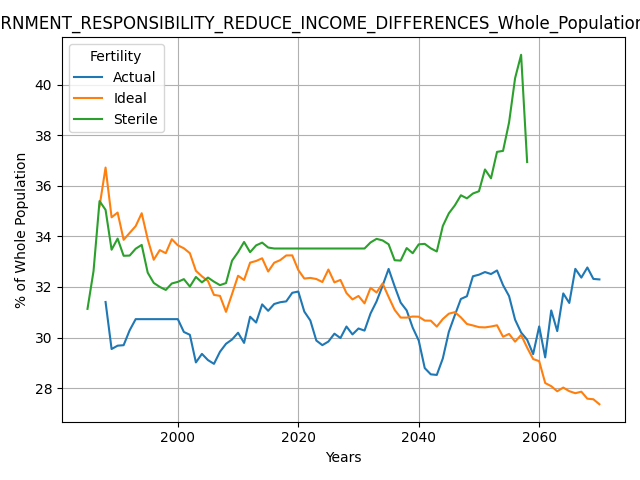 RNMENT_RESPONSIBILITY_REDUCE_INCOME_DIFFERENCES_Whole_Population
Fertility
Actual
Ideal
Sterile
40
38
36
34
32
30
28
% of Whole Population
2000
2020
2040
2060
Years